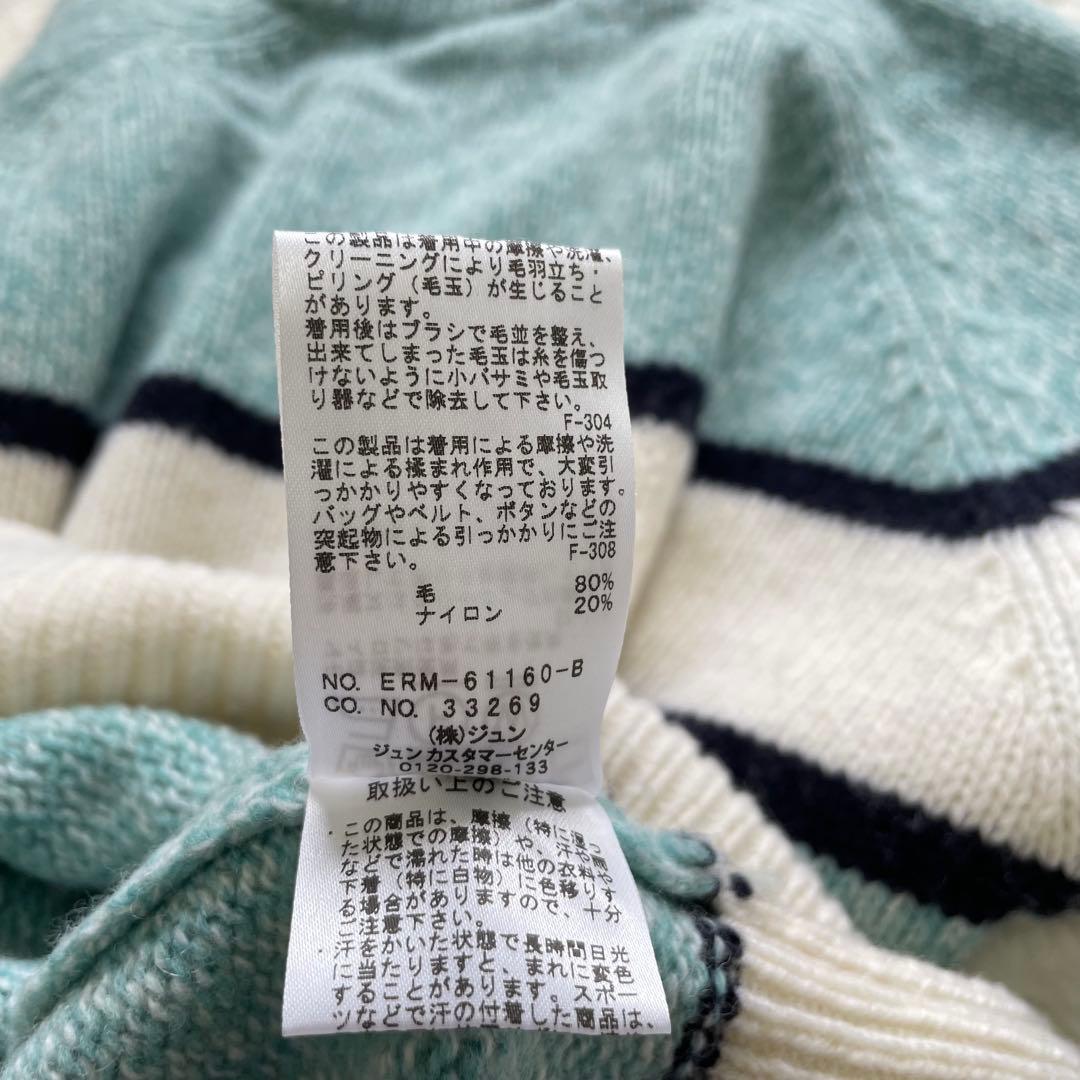 この製品は着用中の摩擦や洗濯、
クリーニングにより毛羽立ち・
ピリング（毛玉）が生じること
があります。
着用後はブラシで毛並を整え、
出来てしまった毛玉は糸を傷つ
けないように小バサミや毛玉取
り器などで除去して下さい。
F-304
この製品は着用による摩擦や洗
濯による揉まれ作用で、大変引
っかかりやすくなっております。
バッグやベルト、ボタンなどの
突起物による引っかかりにご注
意下さい。
F-308
毛 80%
ナイロン 20%
NO. ERM-61160-B
CO. NO. 33269
(株)ジュン
ジュン カスタマーセンター
0120-298-133
取扱い上のご注意
・この商品は、摩擦（特に湿っ
た状態での摩擦）や、汗や雨
などで濡れた時は他の衣料や
下着（特に白物）に色移りす
る場合がありますので、十分
ご注意下さい。
・汗をかいた状態で長時間日光
に当たりますと、まれに変色
するなどことがあります。スポー
ツなどで汗の付着した商品は、